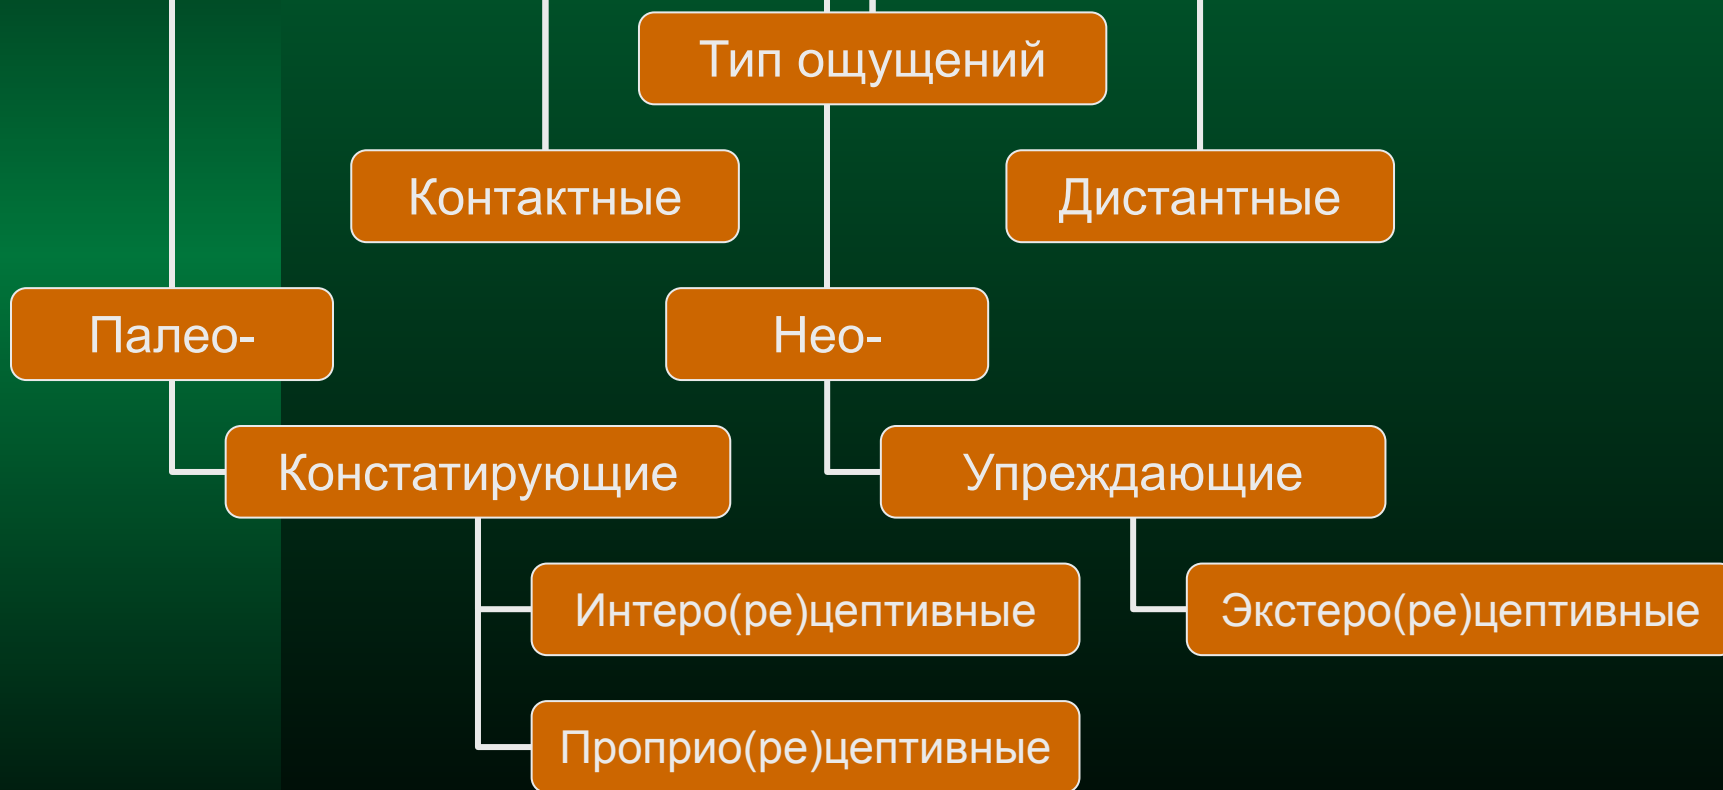 Тип ощущений
Контактные
Дистантные
Палео-
Нео-
Констатирующие
Упреждающие
Интеро(ре)цептивные
Экстеро(ре)цептивные
Проприо(ре)цептивные